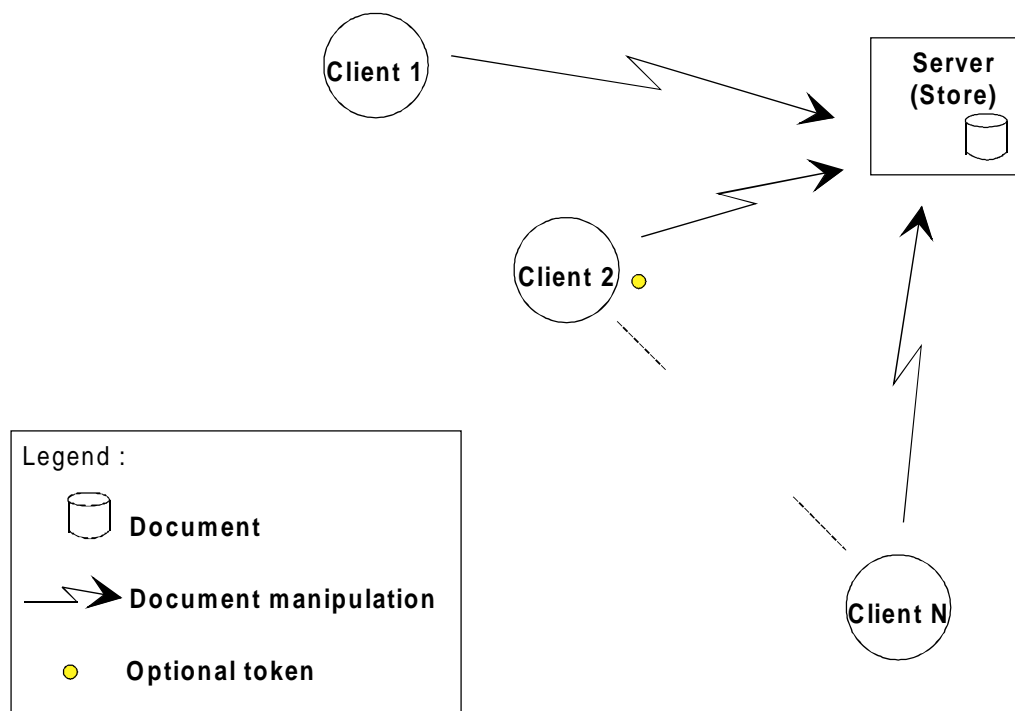 Client 1
Server
(Store)
Client 2
Client N
Legend :
Document
Document manipulation
Optional token